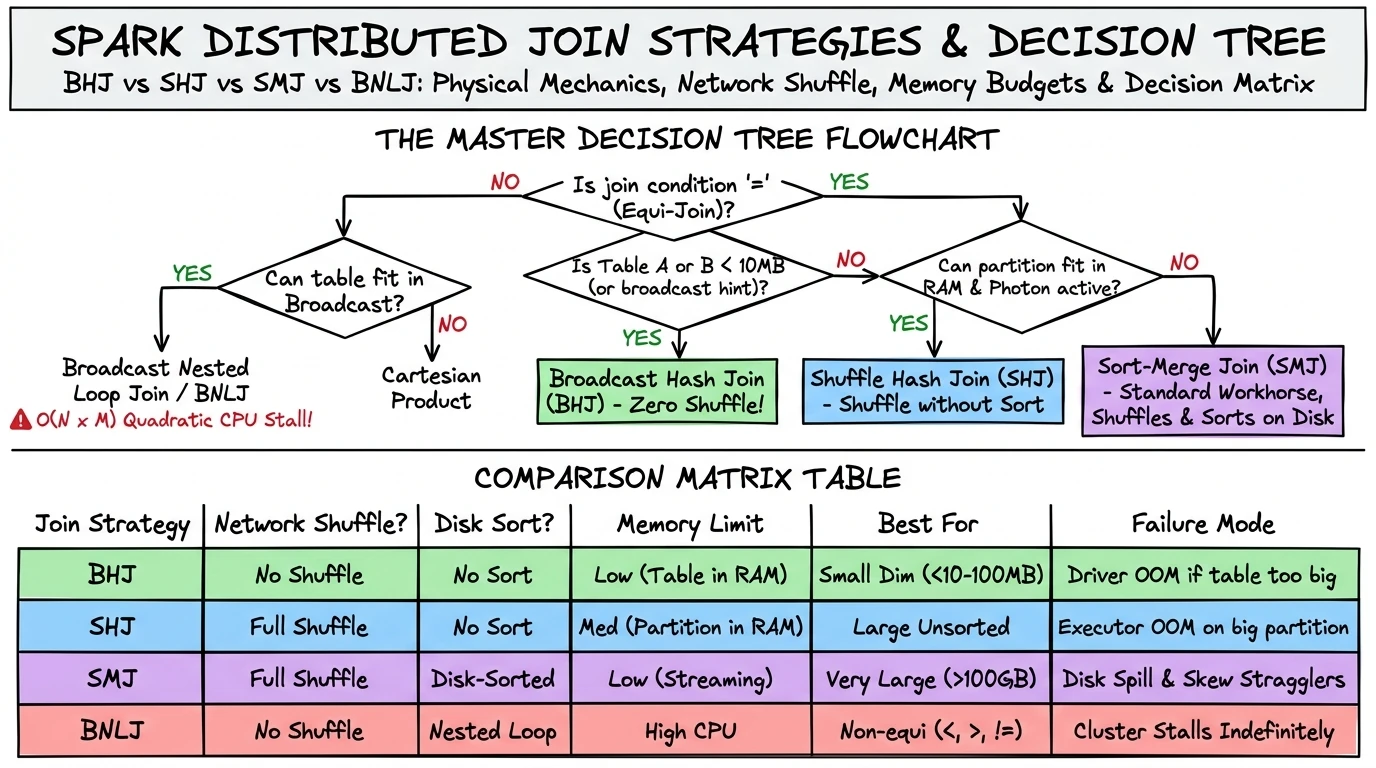 SPARK DISTRIBUTED JOIN STRATEGIES & DECISION TREE
BHJ vs SHJ vs SMJ vs BNLJ: Physical Mechanics, Network Shuffle, Memory Budgets & Decision Matrix
THE MASTER DECISION TREE FLOWCHART
NO
Is join condition '='
(Equi-Join)?
YES
YES
Can table fit in
Broadcast?
NO
Is Table A or B < 10MB
(or broadcast hint)?
NO
YES
Can partition fit in
RAM & Photon active?
NO
YES
Broadcast Nested
Loop Join / BNLJ
⚠ O(N x M) Quadratic CPU Stall!
Cartesian
Product
Broadcast Hash Join
(BHJ) - Zero Shuffle!
Shuffle Hash Join (SHJ)
- Shuffle without Sort
Sort-Merge Join (SMJ)
- Standard Workhorse,
Shuffles & Sorts on Disk
COMPARISON MATRIX TABLE
Join Strategy Network Shuffle? Disk Sort? Memory Limit Best For Failure Mode
BHJ No Shuffle No Sort Low (Table in RAM) Small Dim (<10-100MB) Driver OOM if table too big
SHJ Full Shuffle No Sort Med (Partition in RAM) Large Unsorted Executor OOM on big partition
SMJ Full Shuffle Disk-Sorted Low (Streaming) Very Large (>100GB) Disk Spill & Skew Stragglers
BNLJ No Shuffle Nested Loop High CPU Non-equi (<, >, !=) Cluster Stalls Indefinitely